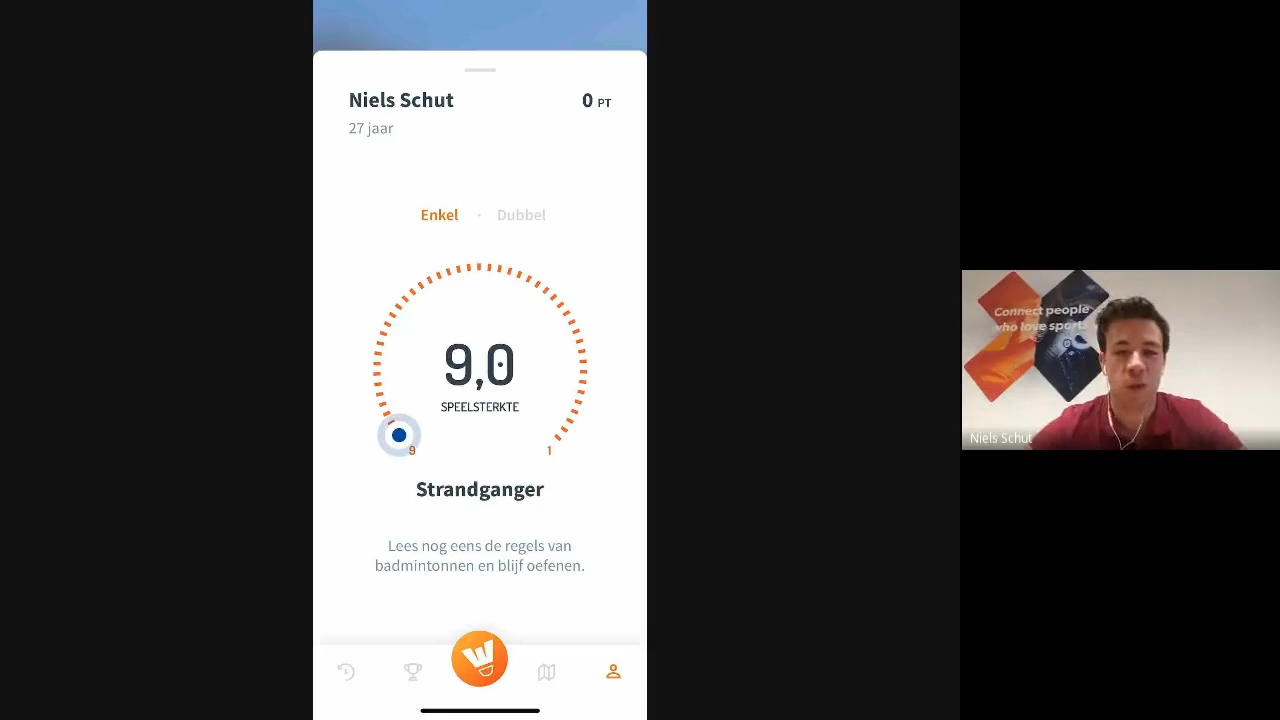 Niels Schut
0 PT
27 jaar
Enkel · Dubbel
9,0
SPEELSTERKTE
9
1
Strandganger
Lees nog eens de regels van
badmintonnen en blijf oefenen.
Connect people
who love sports
Niels Schut